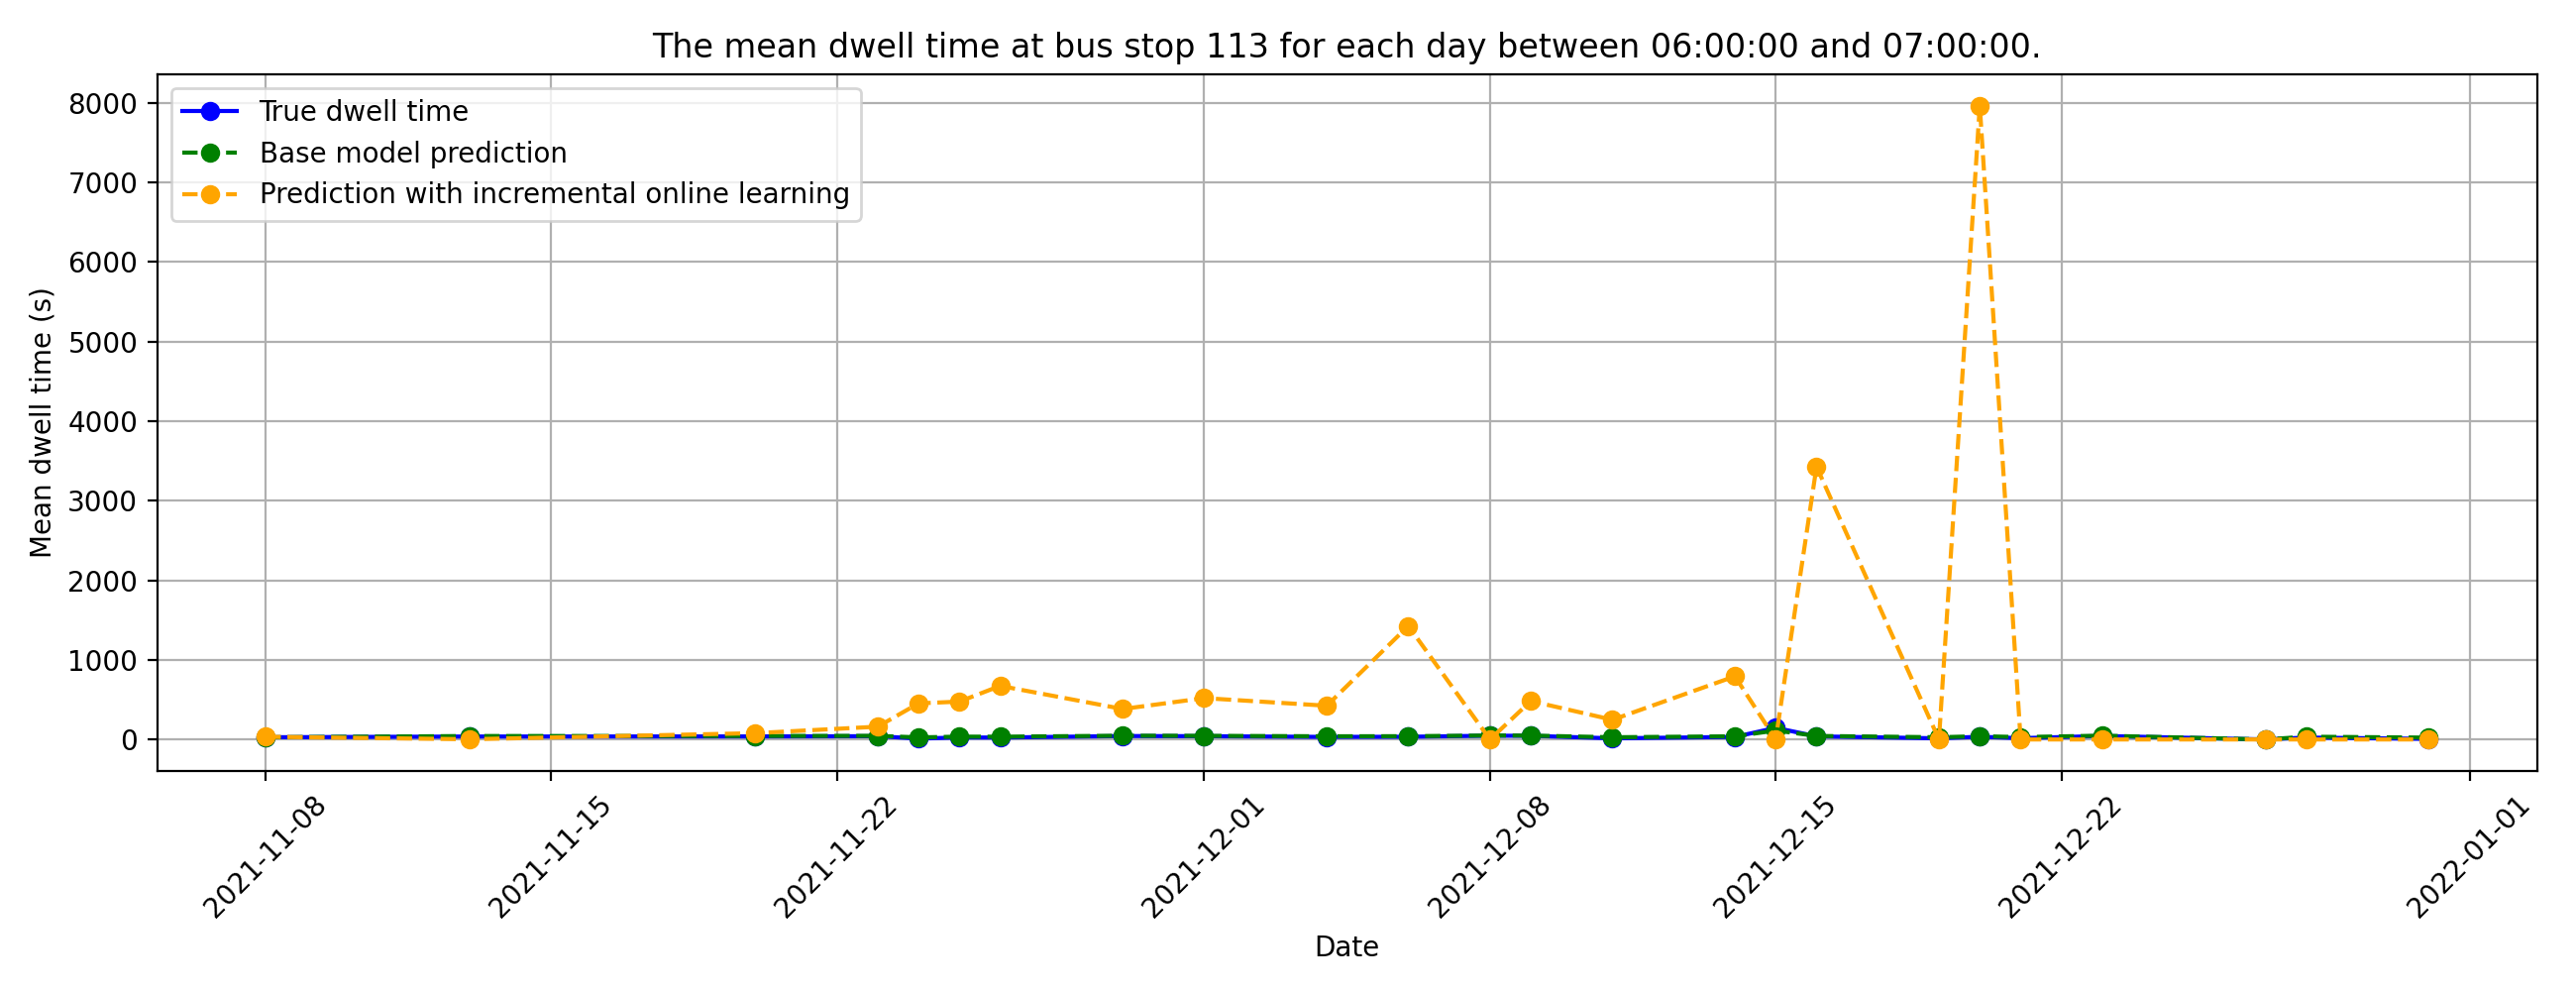 The mean dwell time at bus stop 113 for each day between 06:00:00 and 07:00:00.
True dwell time
Base model prediction
Prediction with incremental online learning
Mean dwell time (s)
8000
7000
6000
5000
4000
3000
2000
1000
0
2021-11-08
2021-11-15
2021-11-22
2021-12-01
2021-12-08
2021-12-15
2021-12-22
2022-01-01
Date